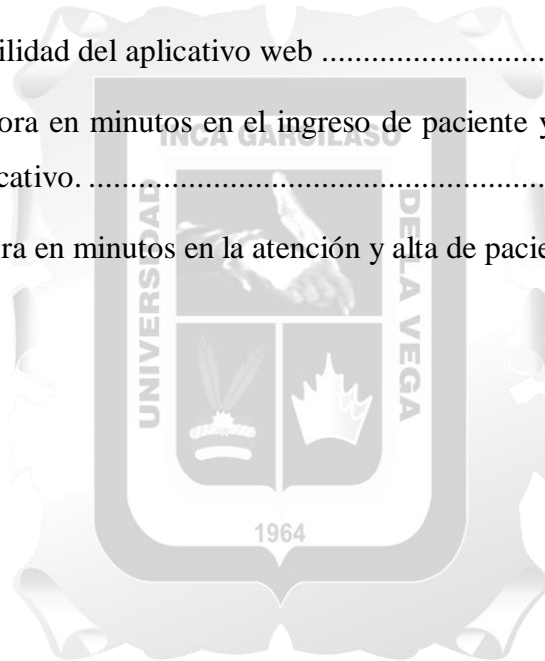 ilidad del aplicativo web ..................................
ora en minutos en el ingreso de paciente y
icativo. ......................................................................
ra en minutos en la atención y alta de pacie
UNIVERSIDAD
INCA GARCILASO
DE LA VEGA
1964